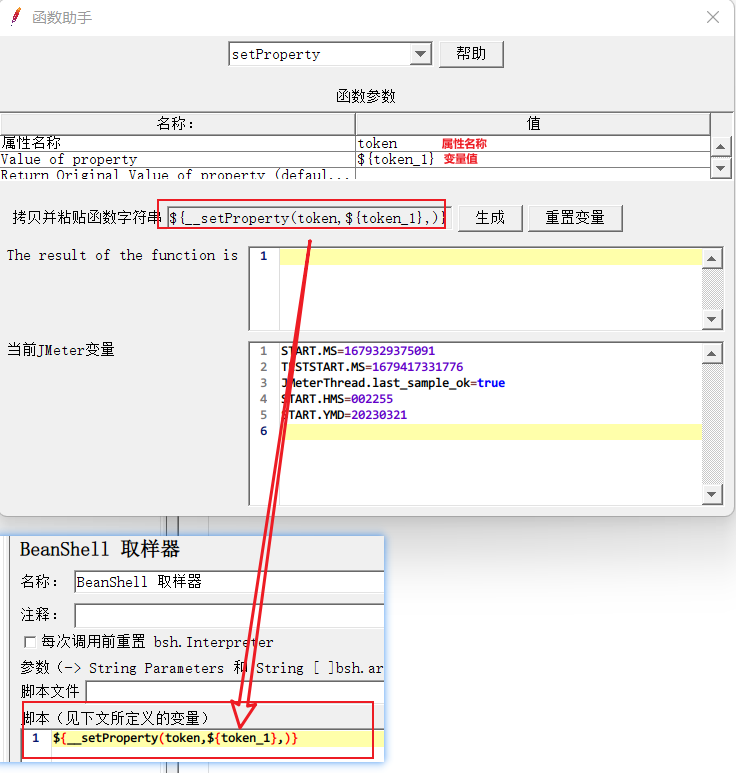 函数助手
setProperty
帮助
函数参数
名称: 值
属性名称 token 属性名称
Value of property ${token_1} 变量值
Return Original Value of property (defaul...
拷贝并粘贴函数字符串 ${__setProperty(token,${token_1},)} 生成 重置变量
The result of the function is 1
当前JMeter变量
1 START.MS=1679329375091
2 TESTSTART.MS=1679417331776
3 JMeterThread.last_sample_ok=true
4 START.HMS=002255
5 START.YMD=20230321
6
BeanShell 取样器
名称: BeanShell 取样器
注释:
每次调用前重置 bsh.Interpreter
参数 (-> String Parameters 和 String [ ]bsh.ar
脚本文件
脚本 (见下文所定义的变量)
1 ${__setProperty(token,${token_1},)}